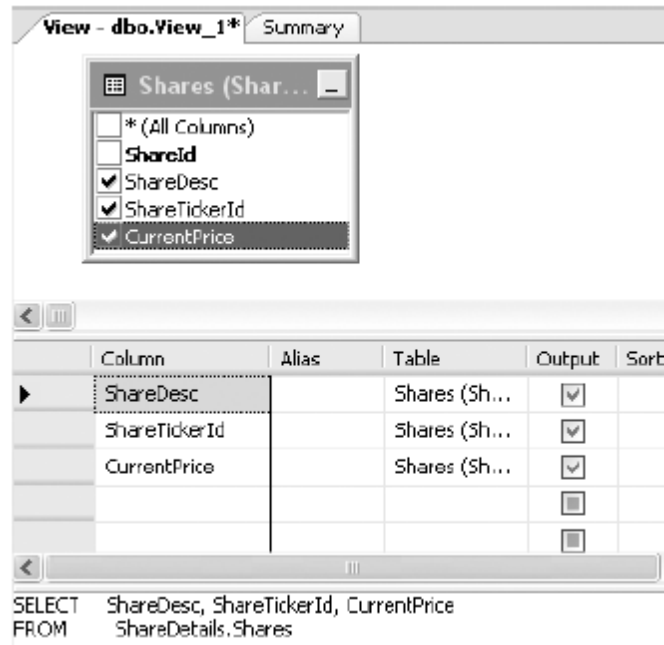 View - dbo.View_1* Summary
Shares (Shar...
* (All Columns)
ShareId
ShareDesc
ShareTickerId
CurrentPrice
Column Alias Table Output Sort
ShareDesc Shares (Sh...
ShareTickerId Shares (Sh...
CurrentPrice Shares (Sh...
SELECT ShareDesc, ShareTickerId, CurrentPrice
FROM ShareDetails.Shares